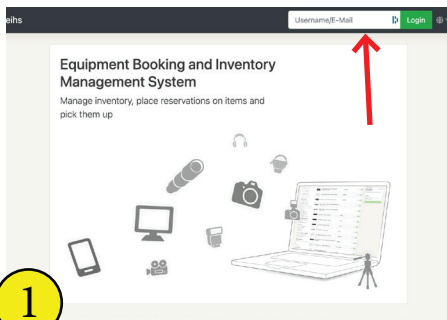 eihs
Username/E-Mail
Login
Equipment Booking and Inventory
Management System
Manage inventory, place reservations on items and
pick them up
1